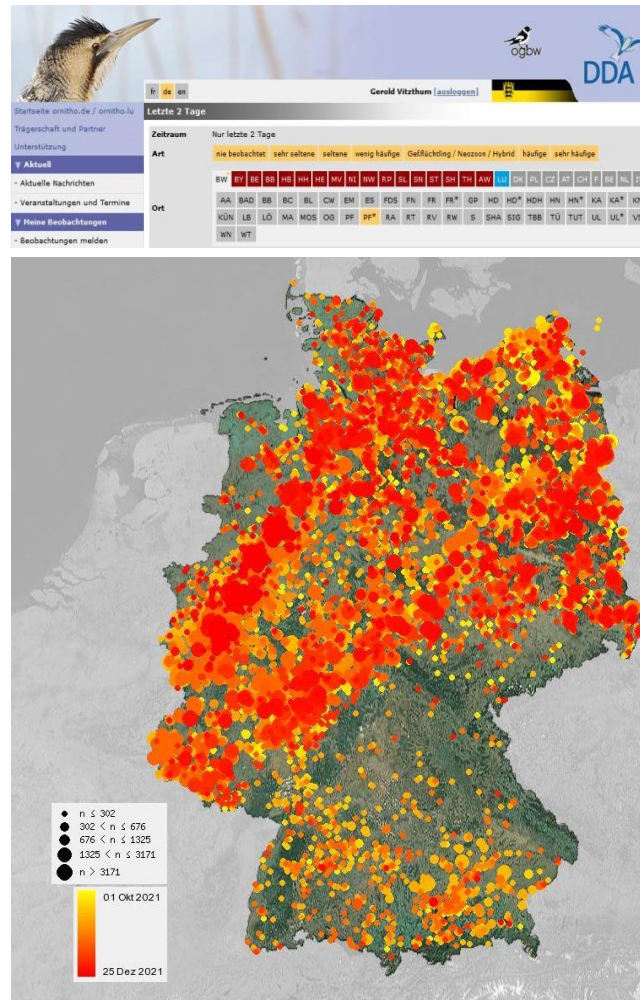 ogbw
DDA
fr de en
Gerold Vitzthum [ausloggen]
Startseite ornitho.de / ornitho.lu
Letzte 2 Tage
Trägerschaft und Partner
Unterstützung
Zeitraum Nur letzte 2 Tage
Aktuell
Art nie beobachtet sehr seltene seltene wenig häufige Gef.flüchtling / Neozoon / Hybrid häufige sehr häufige
- Aktuelle Nachrichten
BW BY BE BB HB HH HE MV NI NW RP SL SN ST SH TH AW LU DK PL CZ AT CH F BE NL
- Veranstaltungen und Termine
Ort AA BAD BB BC BL CW EM ES FDS FN FR FR* GP HD HD* HDH HN HN* KA KA*
Meine Beobachtungen
KÜN LB LÖ MA MOS OG PF PF* RA RT RV RW S SHA SIG TBB TÜ TUT UL UL*
- Beobachtungen melden
WN WT
n ≤ 302
302 < n ≤ 676
676 < n ≤ 1325
1325 < n ≤ 3171
n > 3171
01 Okt 2021
25 Dez 2021